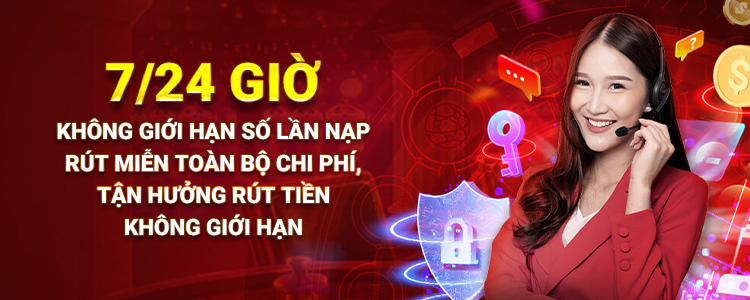 7/24 GIỜ
KHÔNG GIỚI HẠN SỐ LẦN NẠP
RÚT MIỄN TOÀN BỘ CHI PHÍ,
TẬN HƯỞNG RÚT TIỀN
KHÔNG GIỚI HẠN
?
$